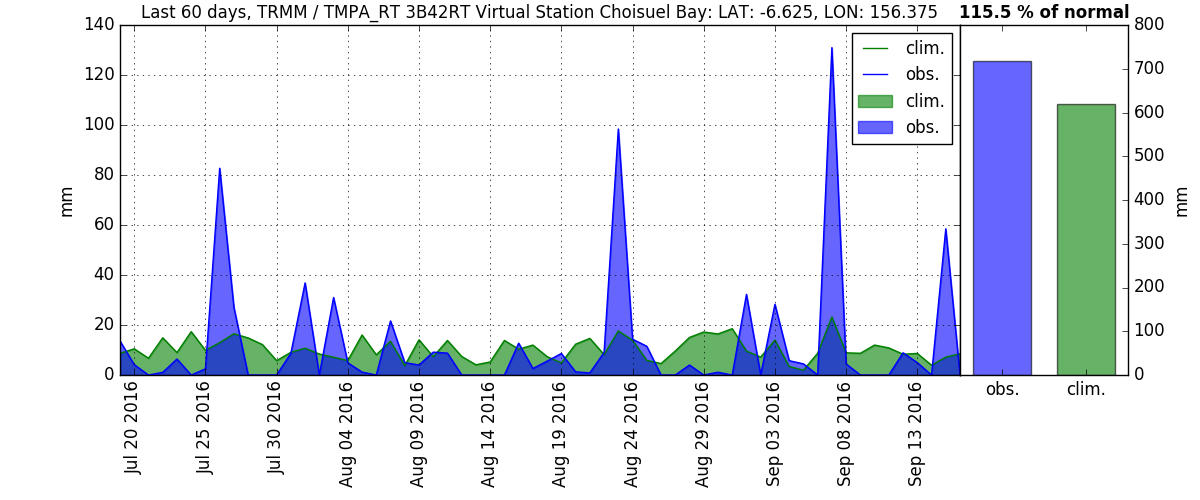 Last 60 days, TRMM / TMPA_RT 3B42RT Virtual Station Choisuel Bay: LAT: -6.625, LON: 156.375
115.5 % of normal
140
120
100
80
60
40
20
0
mm
clim.
obs.
clim.
obs.
800
700
600
500
400
300
200
100
0
mm
obs.
clim.
Jul 20 2016
Jul 25 2016
Jul 30 2016
Aug 04 2016
Aug 09 2016
Aug 14 2016
Aug 19 2016
Aug 24 2016
Aug 29 2016
Sep 03 2016
Sep 08 2016
Sep 13 2016